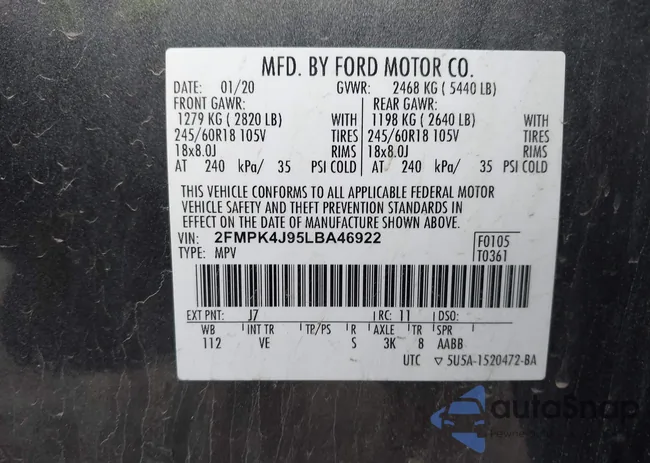 MFD. BY FORD MOTOR CO.
DATE: 01/20 GVWR: 2468 KG ( 5440 LB)
FRONT GAWR: REAR GAWR:
1279 KG ( 2820 LB) WITH 1198 KG ( 2640 LB) WITH
245/60R18 105V TIRES 245/60R18 105V TIRES
18x8.0J RIMS 18x8.0J RIMS
AT 240 kPa/ 35 PSI COLD AT 240 kPa/ 35 PSI COLD
THIS VEHICLE CONFORMS TO ALL APPLICABLE FEDERAL MOTOR
VEHICLE SAFETY AND THEFT PREVENTION STANDARDS IN
EFFECT ON THE DATE OF MANUFACTURE SHOWN ABOVE.
VIN: 2FMPK4J95LBA46922 F0105
TYPE: MPV T0361
EXT PNT: J7 RC: 11 DSO:
WB INT TR TP/PS R AXLE TR SPR
112 VE S 3K 8 AABB
UTC ▽ 5U5A-1520472-BA
autoSnap